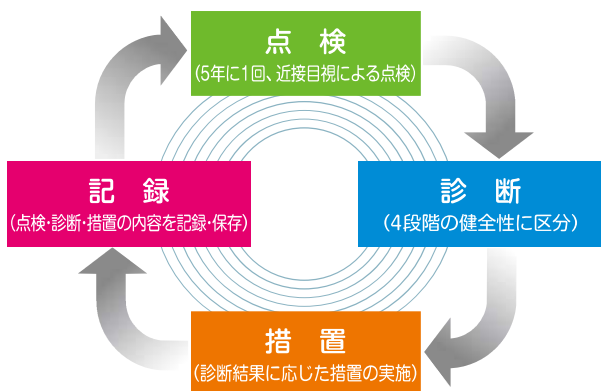 点検
(5年に1回、近接目視による点検)
診断
(4段階の健全性に区分)
措置
(診断結果に応じた措置の実施)
記録
(点検・診断・措置の内容を記録・保存)